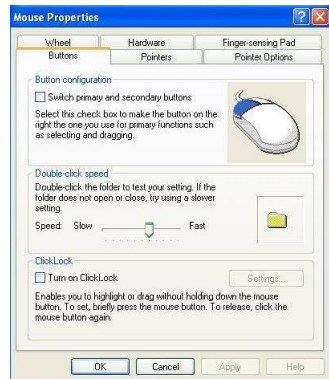 Mouse Properties
Wheel Hardware Finger-sensing Pad
Buttons Pointers Pointer Options
Button configuration
Switch primary and secondary buttons
Select this check box to make the button on the
right the one you use for primary functions such
as selecting and dragging.
Double-click speed
Double-click the folder to test your setting. If the
folder does not open or close, try using a slower
setting.
Speed: Slow Fast
ClickLock
Turn on ClickLock Settings...
Enables you to highlight or drag without holding down the mouse
button. To set, briefly press the mouse button. To release, click the
mouse button again.
OK Cancel Apply Help